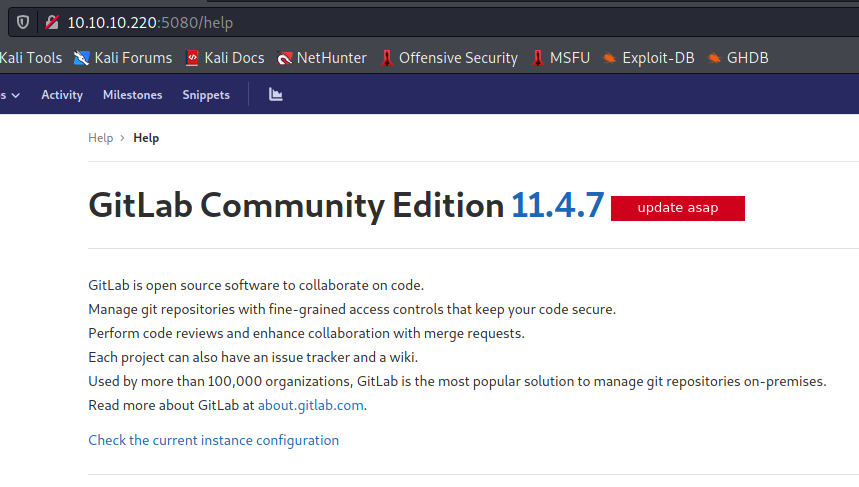 10.10.10.220:5080/help
Kali Tools Kali Forums Kali Docs NetHunter Offensive Security MSFU Exploit-DB GHDB
s Activity Milestones Snippets
Help › Help
GitLab Community Edition 11.4.7 update asap
GitLab is open source software to collaborate on code.
Manage git repositories with fine-grained access controls that keep your code secure.
Perform code reviews and enhance collaboration with merge requests.
Each project can also have an issue tracker and a wiki.
Used by more than 100,000 organizations, GitLab is the most popular solution to manage git repositories on-premises.
Read more about GitLab at about.gitlab.com.
Check the current instance configuration